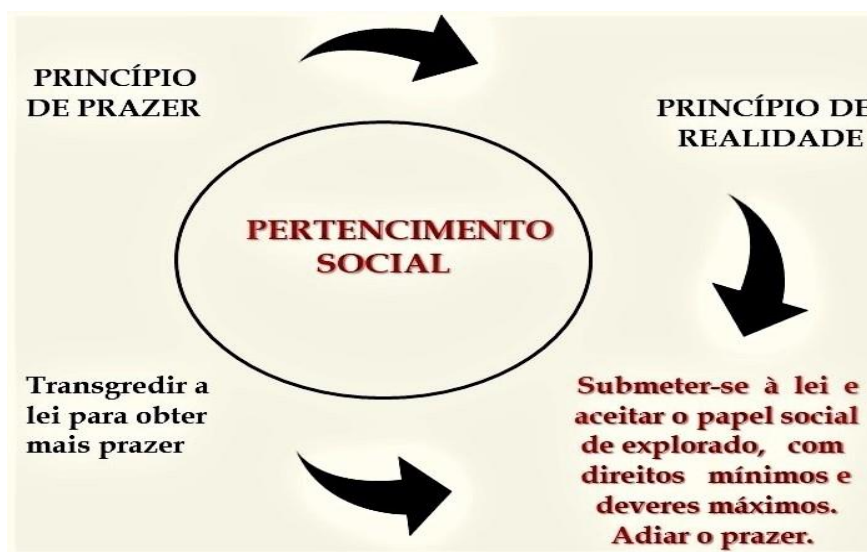 PRINCÍPIO
DE PRAZER
PRINCÍPIO DE
REALIDADE
PERTENCIMENTO
SOCIAL
Transgredir a
lei para obter
mais prazer
Submeter-se à lei e
aceitar o papel social
de explorado, com
direitos mínimos e
deveres máximos.
Adiar o prazer.